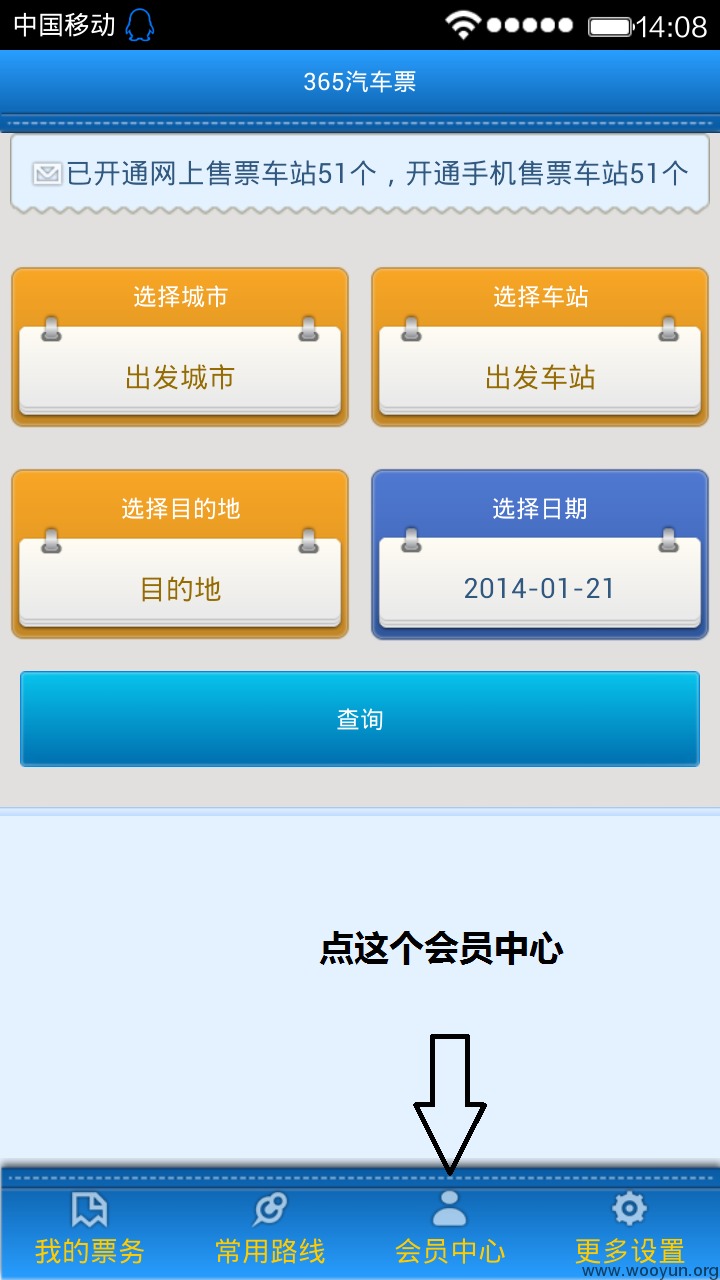 中国移动 14:08
365汽车票
已开通网上售票车站51个，开通手机售票车站51个
选择城市 选择车站
出发城市 出发车站
选择目的地 选择日期
目的地 2014-01-21
查询
点这个会员中心
我的票务 常用路线 会员中心 更多设置
www.wooyun.org